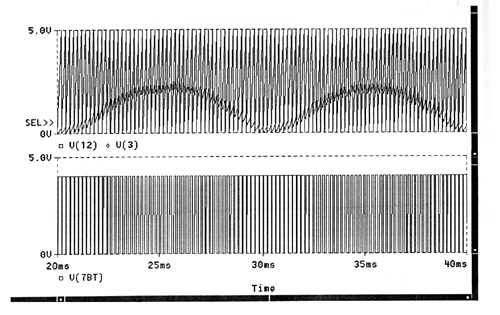 5.0V
SEL>>
0V
V(12) V(3)
5.0V
0V
20ms 25ms 30ms 35ms 40ms
V(7BT)
Time